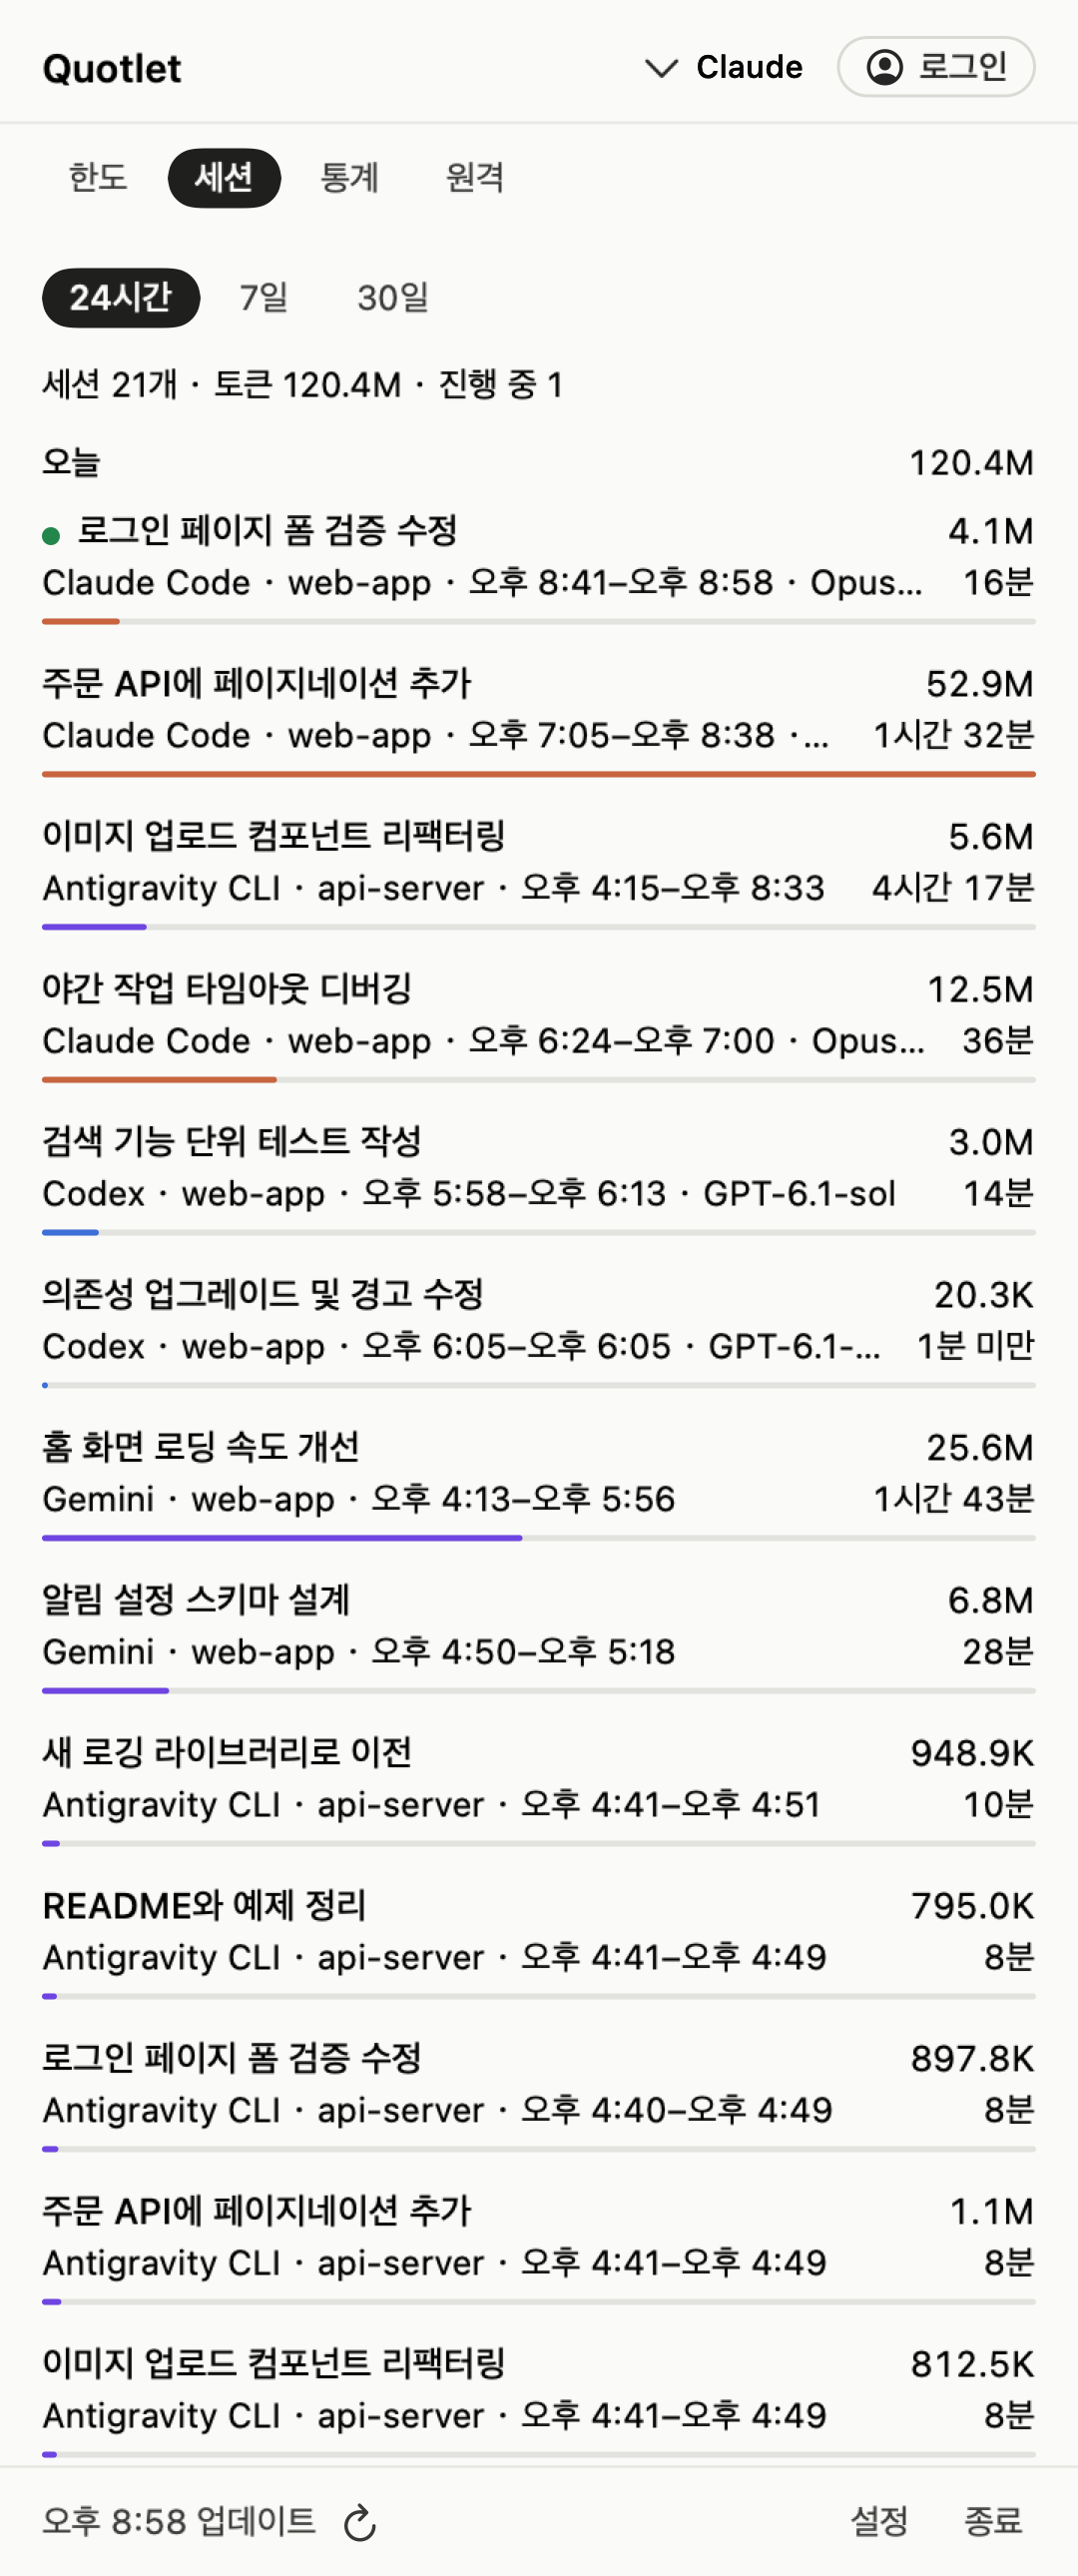 Quotlet Claude 로그인
한도 세션 통계 원격
24시간 7일 30일
세션 21개 · 토큰 120.4M · 진행 중 1
오늘 120.4M
로그인 페이지 폼 검증 수정 4.1M
Claude Code · web-app · 오후 8:41–오후 8:58 · Opus... 16분
주문 API에 페이지네이션 추가 52.9M
Claude Code · web-app · 오후 7:05–오후 8:38 ·... 1시간 32분
이미지 업로드 컴포넌트 리팩터링 5.6M
Antigravity CLI · api-server · 오후 4:15–오후 8:33 4시간 17분
야간 작업 타임아웃 디버깅 12.5M
Claude Code · web-app · 오후 6:24–오후 7:00 · Opus... 36분
검색 기능 단위 테스트 작성 3.0M
Codex · web-app · 오후 5:58–오후 6:13 · GPT-6.1-sol 14분
의존성 업그레이드 및 경고 수정 20.3K
Codex · web-app · 오후 6:05–오후 6:05 · GPT-6.1-... 1분 미만
홈 화면 로딩 속도 개선 25.6M
Gemini · web-app · 오후 4:13–오후 5:56 1시간 43분
알림 설정 스키마 설계 6.8M
Gemini · web-app · 오후 4:50–오후 5:18 28분
새 로깅 라이브러리로 이전 948.9K
Antigravity CLI · api-server · 오후 4:41–오후 4:51 10분
README와 예제 정리 795.0K
Antigravity CLI · api-server · 오후 4:41–오후 4:49 8분
로그인 페이지 폼 검증 수정 897.8K
Antigravity CLI · api-server · 오후 4:40–오후 4:49 8분
주문 API에 페이지네이션 추가 1.1M
Antigravity CLI · api-server · 오후 4:41–오후 4:49 8분
이미지 업로드 컴포넌트 리팩터링 812.5K
Antigravity CLI · api-server · 오후 4:41–오후 4:49 8분
오후 8:58 업데이트 설정 종료